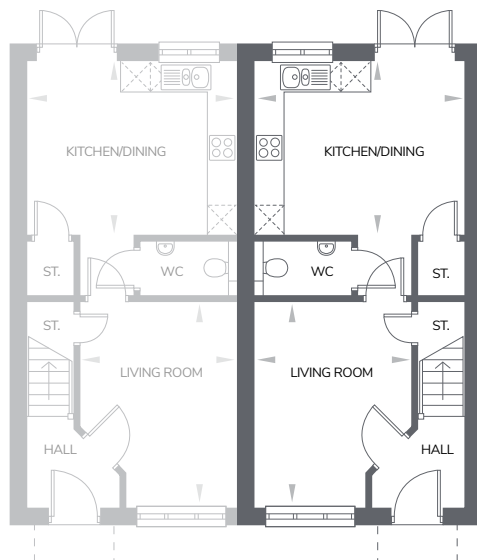 KITCHEN/DINING KITCHEN/DINING
ST. WC WC ST.
ST. ST.
LIVING ROOM LIVING ROOM
HALL HALL